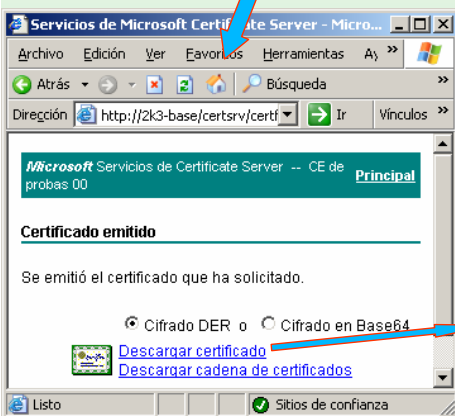 Servicios de Microsoft Certificate Server - Micro...
Archivo Edición Ver Favoritos Herramientas Ay »
Atrás Búsqueda »
Dirección http://2k3-base/certsrv/certf Ir Vínculos »
Microsoft Servicios de Certificate Server -- CE de probas 00 Principal
Certificado emitido
Se emitió el certificado que ha solicitado.
Cifrado DER o Cifrado en Base64
Descargar certificado
Descargar cadena de certificados
Listo Sitios de confianza